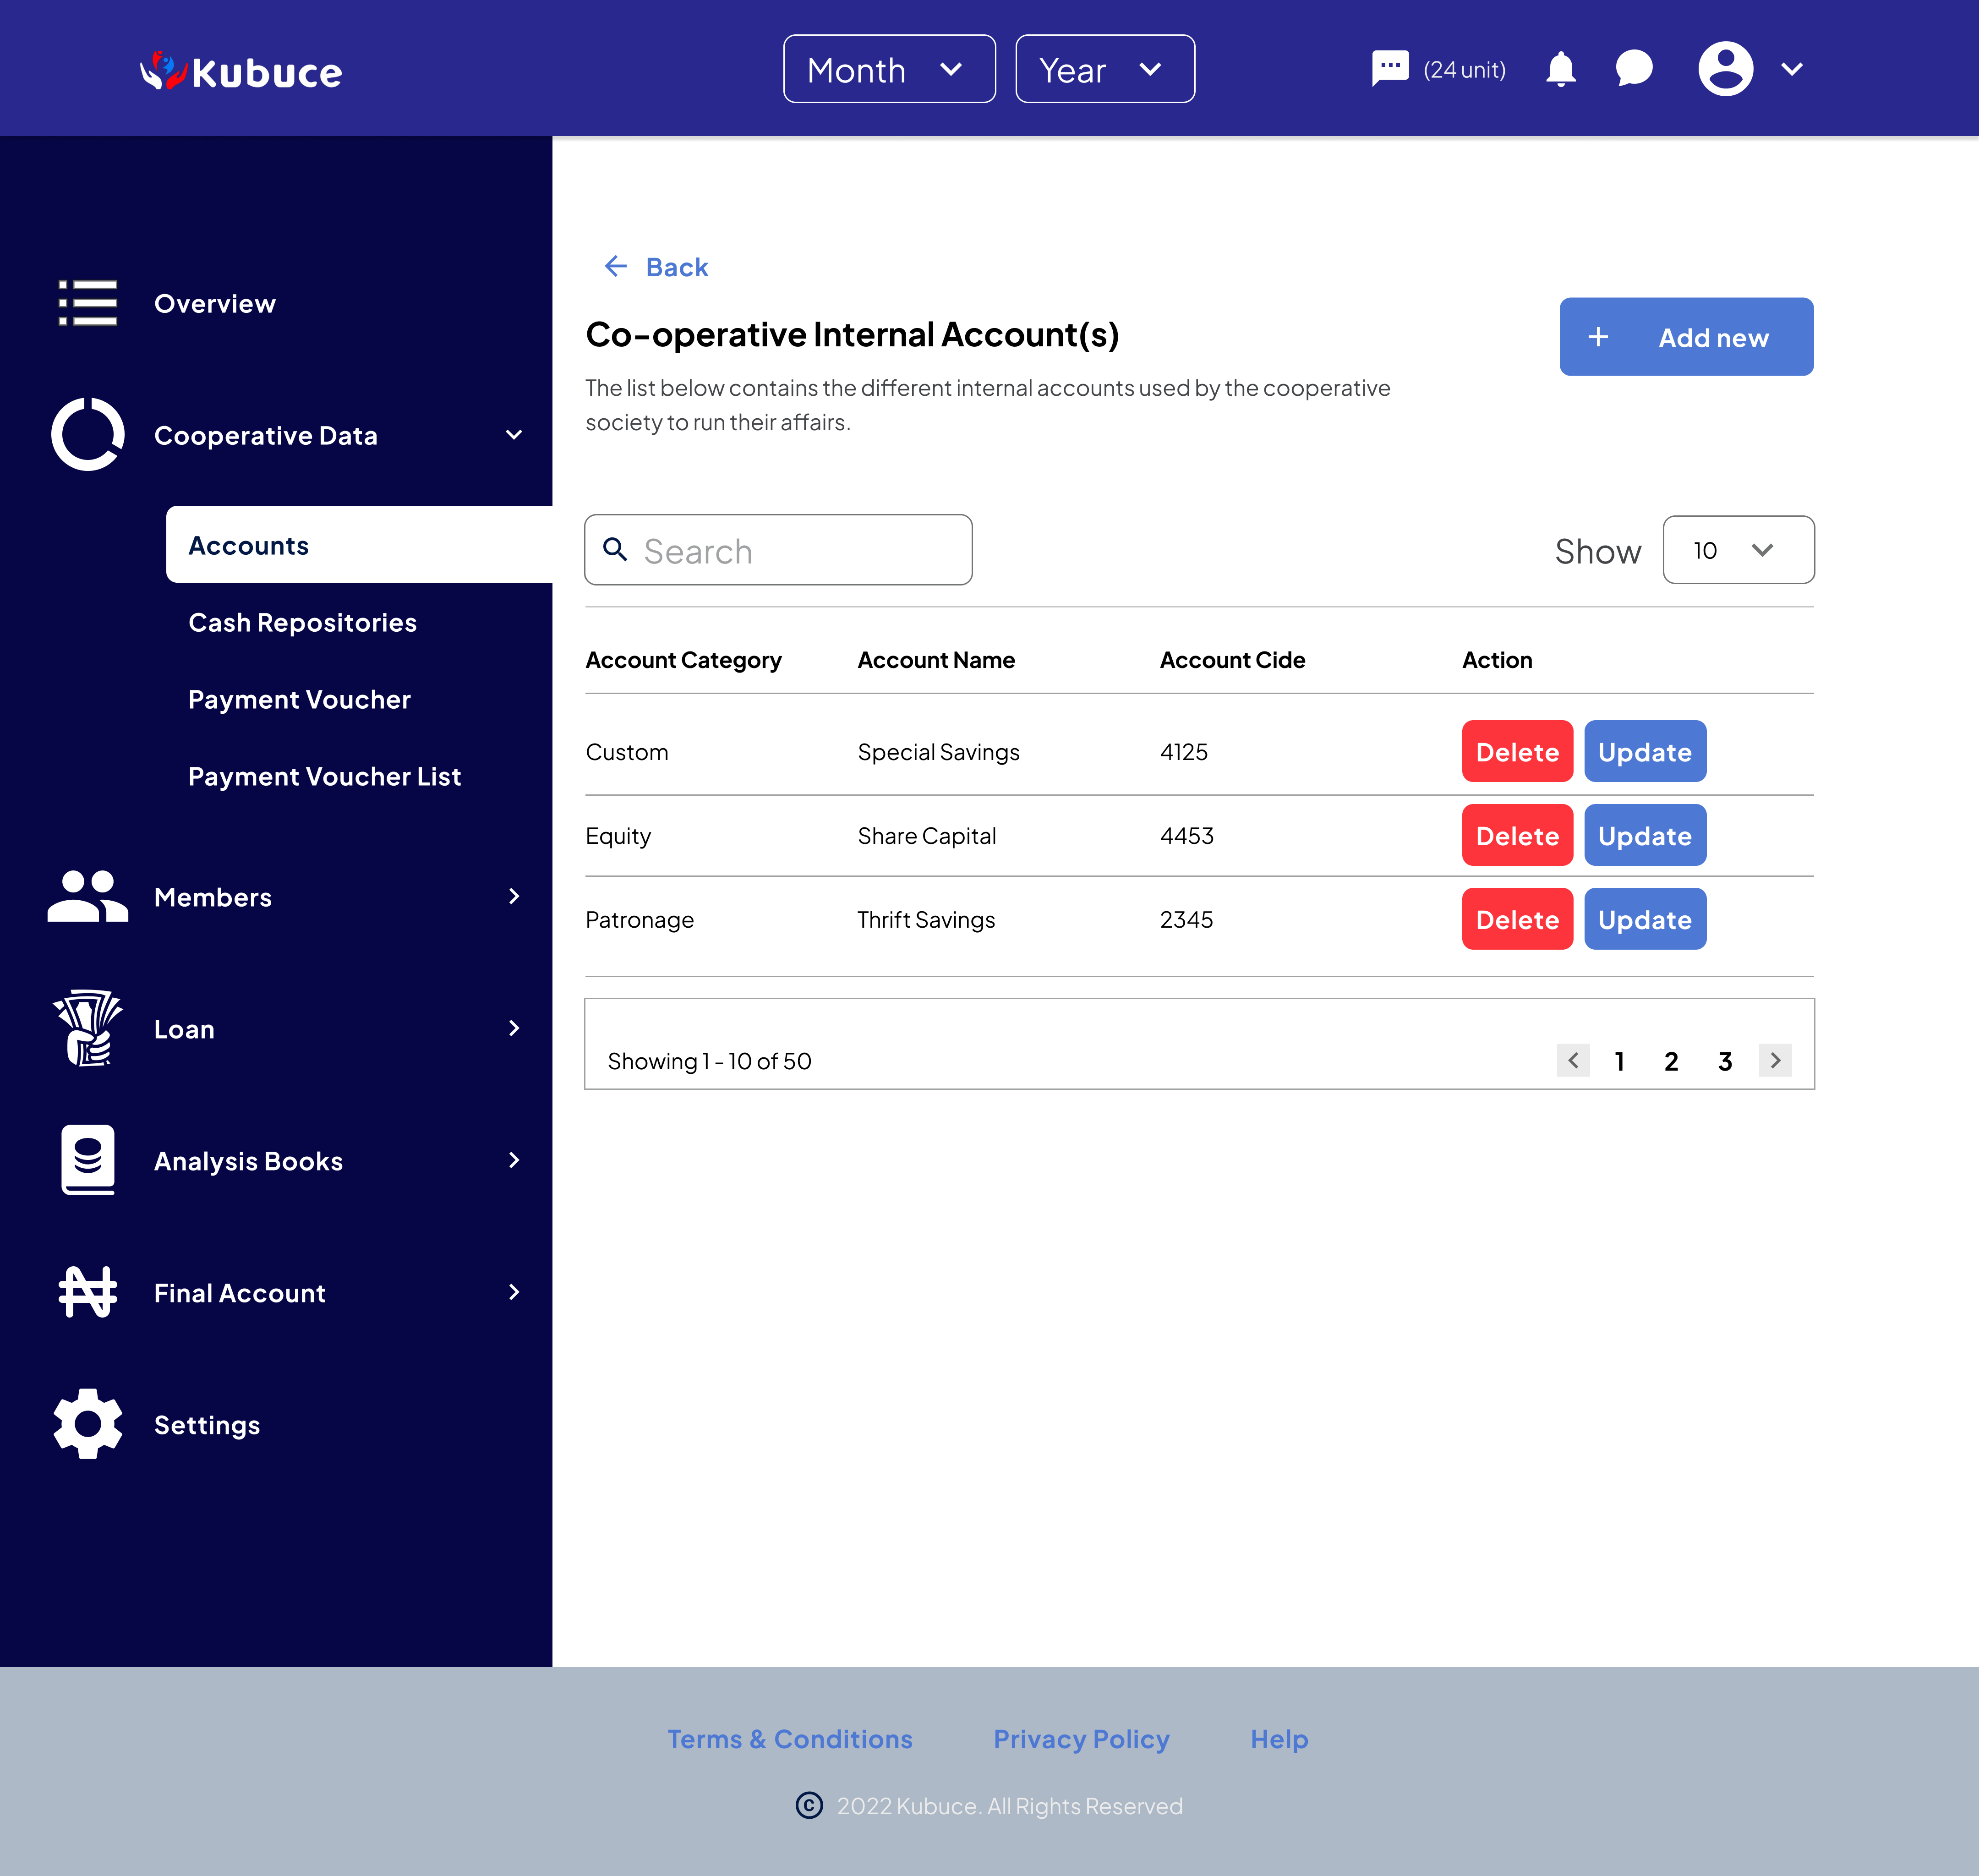 Kubuce
Month
Year
(24 unit)
Overview
Cooperative Data
Accounts
Cash Repositories
Payment Voucher
Payment Voucher List
Members
Loan
Analysis Books
Final Account
Settings
Back
Co-operative Internal Account(s)
Add new
The list below contains the different internal accounts used by the cooperative
society to run their affairs.
Search
Show 10
Account Category Account Name Account Cide Action
Custom Special Savings 4125 Delete Update
Equity Share Capital 4453 Delete Update
Patronage Thrift Savings 2345 Delete Update
Showing 1 - 10 of 50 1 2 3
Terms & Conditions Privacy Policy Help
© 2022 Kubuce. All Rights Reserved